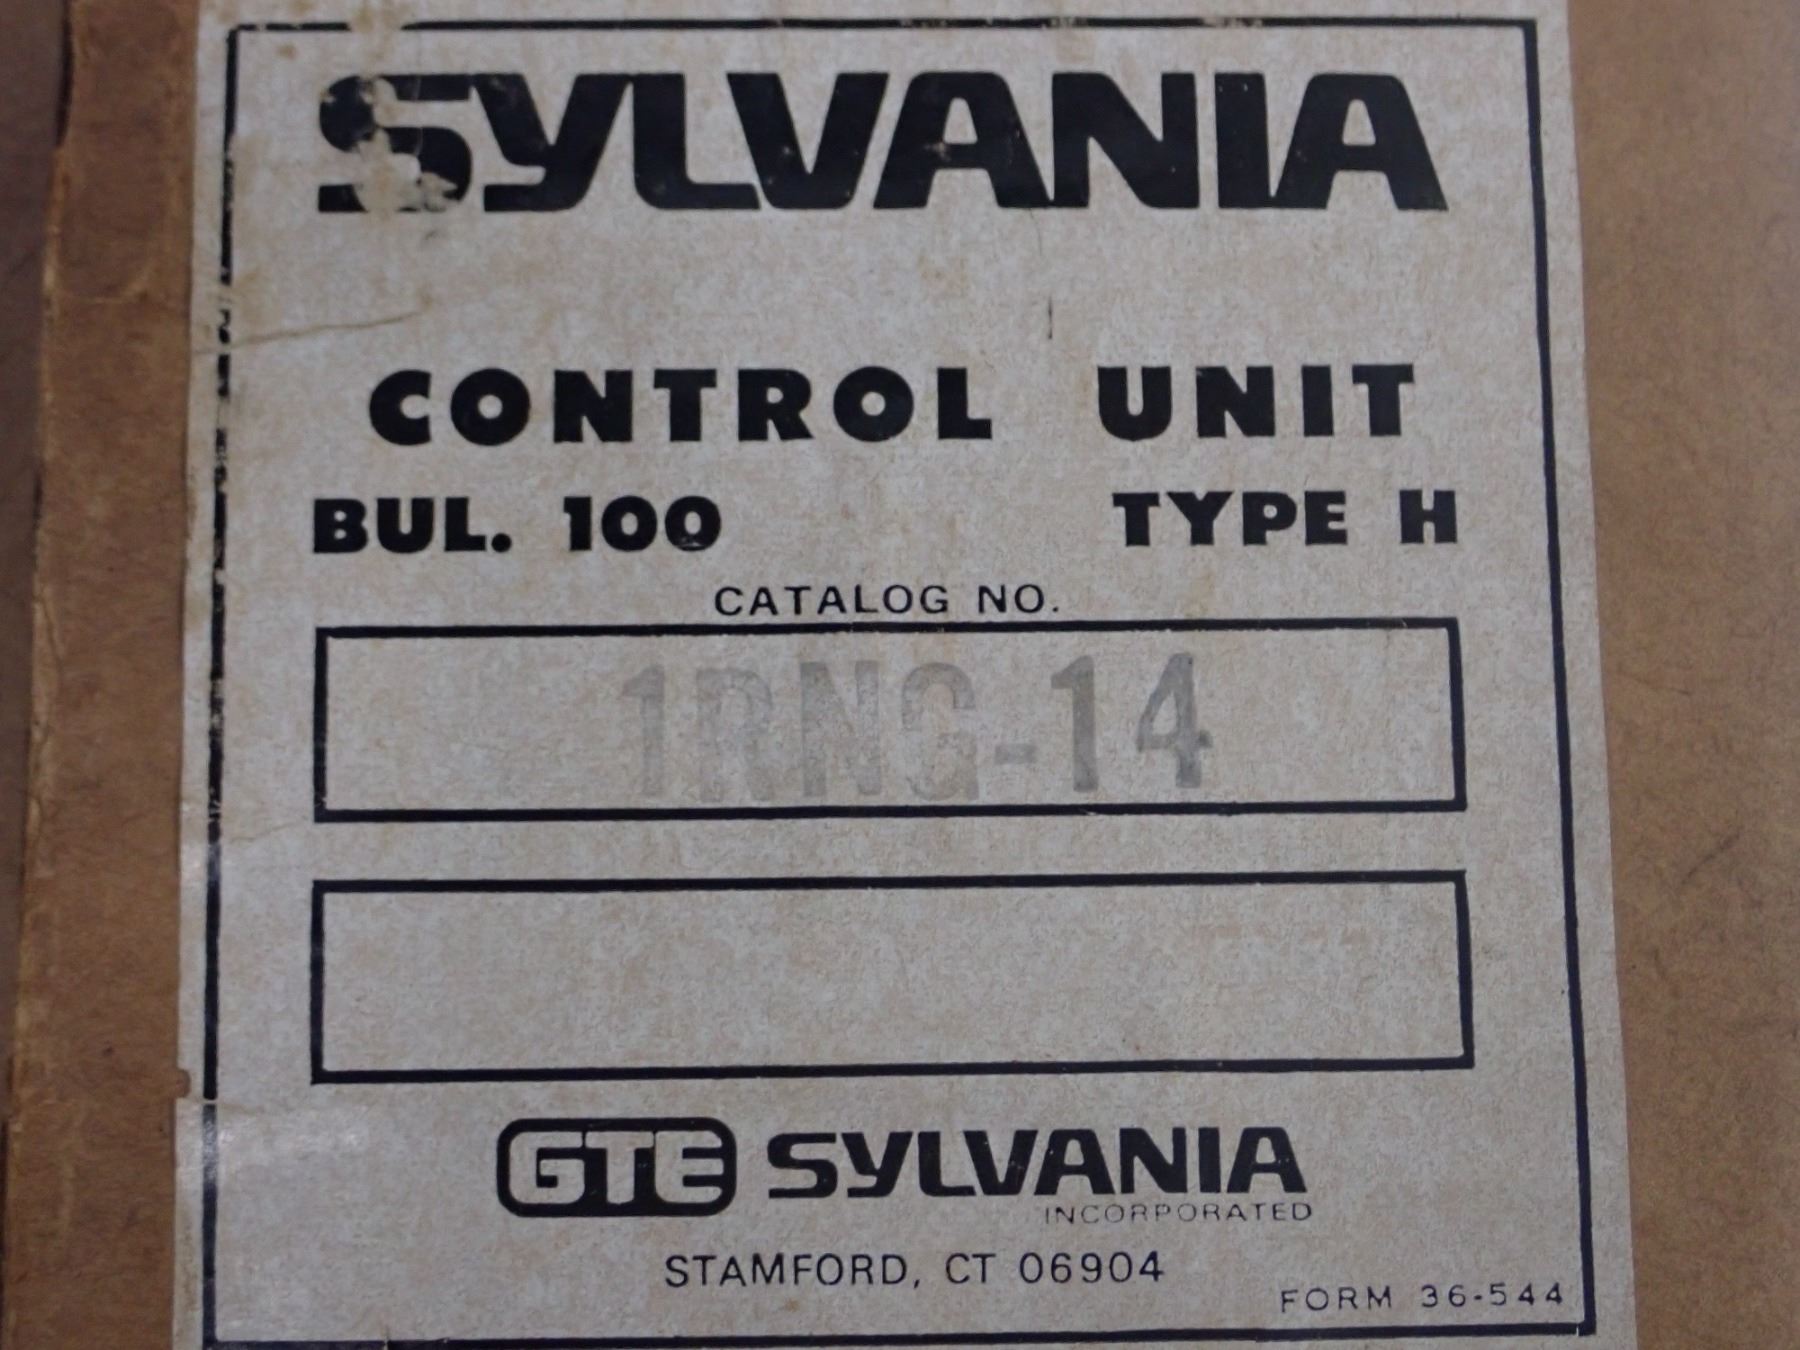 SYLVANIA
CONTROL UNIT
BUL. 100 TYPE H
CATALOG NO.
1RNG-14
GTE SYLVANIA
INCORPORATED
STAMFORD, CT 06904
FORM 36-544